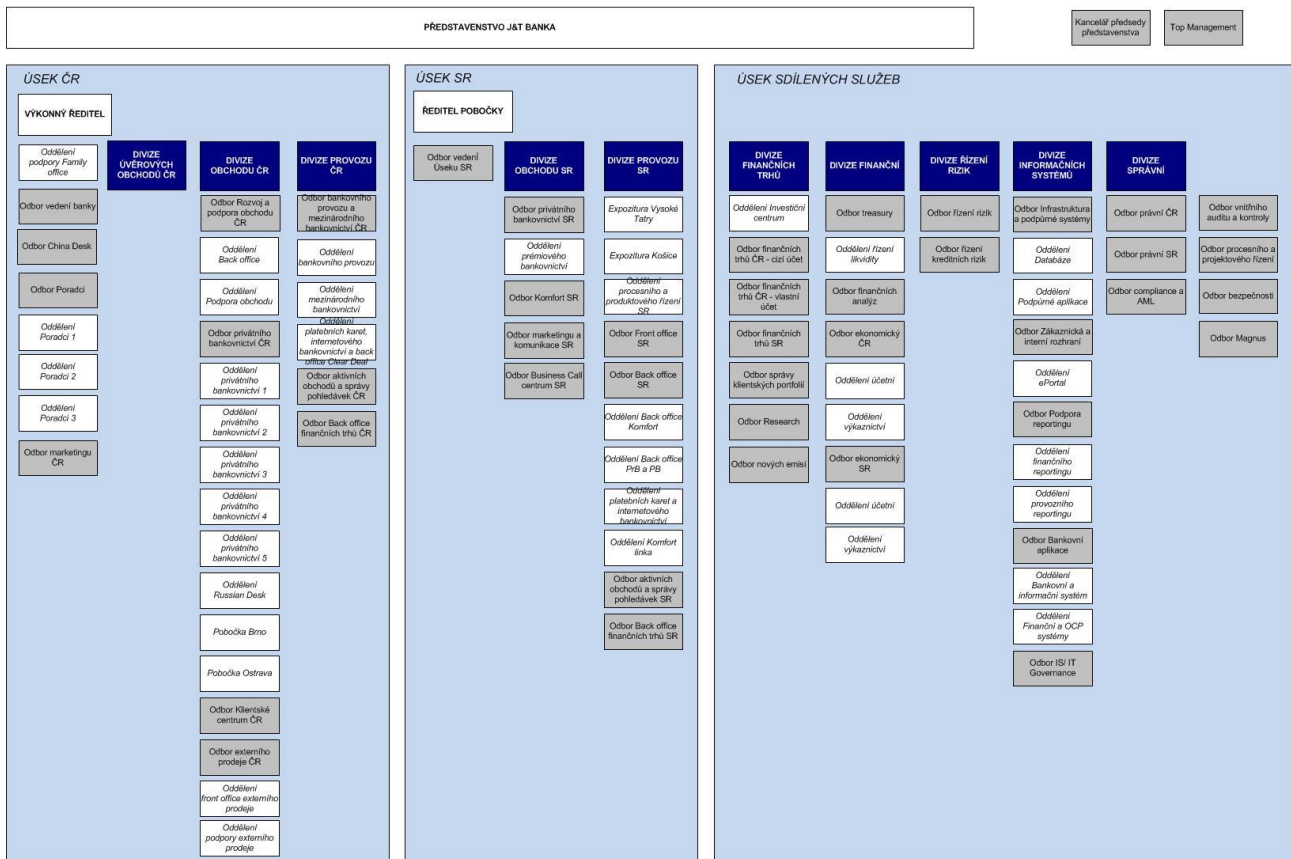 PŘEDSTAVENSTVO J&T BANKA
Kancelář předsedy
představenstva
Top Management
ÚSEK ČR
VÝKONNÝ ŘEDITEL
Oddělení
podpory Family
office
Odbor vedení banky
Odbor China Desk
Odbor Poradci
Oddělení
Poradci 1
Oddělení
Poradci 2
Oddělení
Poradci 3
Odbor marketingu
ČR
DIVIZE
ÚVĚROVÝCH
OBCHODŮ ČR
DIVIZE
OBCHODU ČR
Odbor Rozvoj a
podpora obchodu
ČR
Oddělení
Back office
Oddělení
Podpora obchodu
Odbor privátního
bankovnictví ČR
Oddělení
privátního
bankovnictví 1
Oddělení
privátního
bankovnictví 2
Oddělení
privátního
bankovnictví 3
Oddělení
privátního
bankovnictví 4
Oddělení
privátního
bankovnictví 5
Oddělení
Russian Desk
Pobočka Brno
Pobočka Ostrava
Odbor Klientské
centrum ČR
Odbor externího
prodeje ČR
Oddělení
front office externího
prodeje
Oddělení
podpory externího
prodeje
DIVIZE PROVOZU
ČR
Odbor bankovního
provozu a
mezinárodního
bankovnictví ČR
Oddělení
bankovního provozu
Oddělení
mezinárodního
bankovnictví
Oddělení
platebních karet,
internetového
bankovnictví a back
office Clear Deal
Odbor aktivních
obchodů a správy
pohledávek ČR
Odbor Back office
finančních trhů ČR
ÚSEK SR
ŘEDITEL POBOČKY
Odbor vedení
Úseku SR
DIVIZE
OBCHODU SR
Odbor privátního
bankovnictví SR
Oddělení
prémiového
bankovnictví
Odbor Komfort SR
Odbor marketingu a
komunikace SR
Odbor Business Call
centrum SR
DIVIZE PROVOZU
SR
Expozitura Vysoké
Tatry
Expozitura Košice
Oddělení
procesního a
produktového řízení
SR
Odbor Front office
SR
Odbor Back office
SR
Oddělení Back office
Komfort
Oddělení Back office
PrB a PB
Oddělení
platebních karet a
internetového
bankovnictví
Oddělení Komfort
linka
Odbor aktivních
obchodů a správy
pohledávek SR
Odbor Back office
finančních trhů SR
ÚSEK SDÍLENÝCH SLUŽEB
DIVIZE
FINANČNÍCH
TRHŮ
Oddělení Investiční
centrum
Odbor finančních
trhů ČR - cizí účet
Odbor finančních
trhů ČR - vlastní
účet
Odbor finančních
trhů SR
Odbor správy
klientských portfolií
Odbor Research
Odbor nových emisí
DIVIZE FINANČNÍ
Odbor treasury
Oddělení řízení
likvidity
Odbor finančních
analýz
Odbor ekonomický
ČR
Oddělení účetní
Oddělení
výkaznictví
Odbor ekonomický
SR
Oddělení účetní
Oddělení
výkaznictví
DIVIZE ŘÍZENÍ
RIZIK
Odbor řízení rizik
Odbor řízení
kreditních rizik
DIVIZE
INFORMAČNÍCH
SYSTÉMŮ
Odbor Infrastruktura
a podpůrné systémy
Oddělení
Databáze
Oddělení
Podpůrné aplikace
Odbor Zákaznická a
interní rozhraní
Oddělení
ePortal
Odbor Podpora
reportingu
Oddělení
finančního
reportingu
Oddělení
provozního
reportingu
Odbor Bankovní
aplikace
Oddělení
Bankovní a
informační systém
Oddělení
Finanční a OCP
systémy
Odbor IS/ IT
Governance
DIVIZE
SPRÁVNÍ
Odbor právní ČR
Odbor právní SR
Odbor compliance a
AML
Odbor vnitřního
auditu a kontroly
Odbor procesního a
projektového řízení
Odbor bezpečnosti
Odbor Magnus